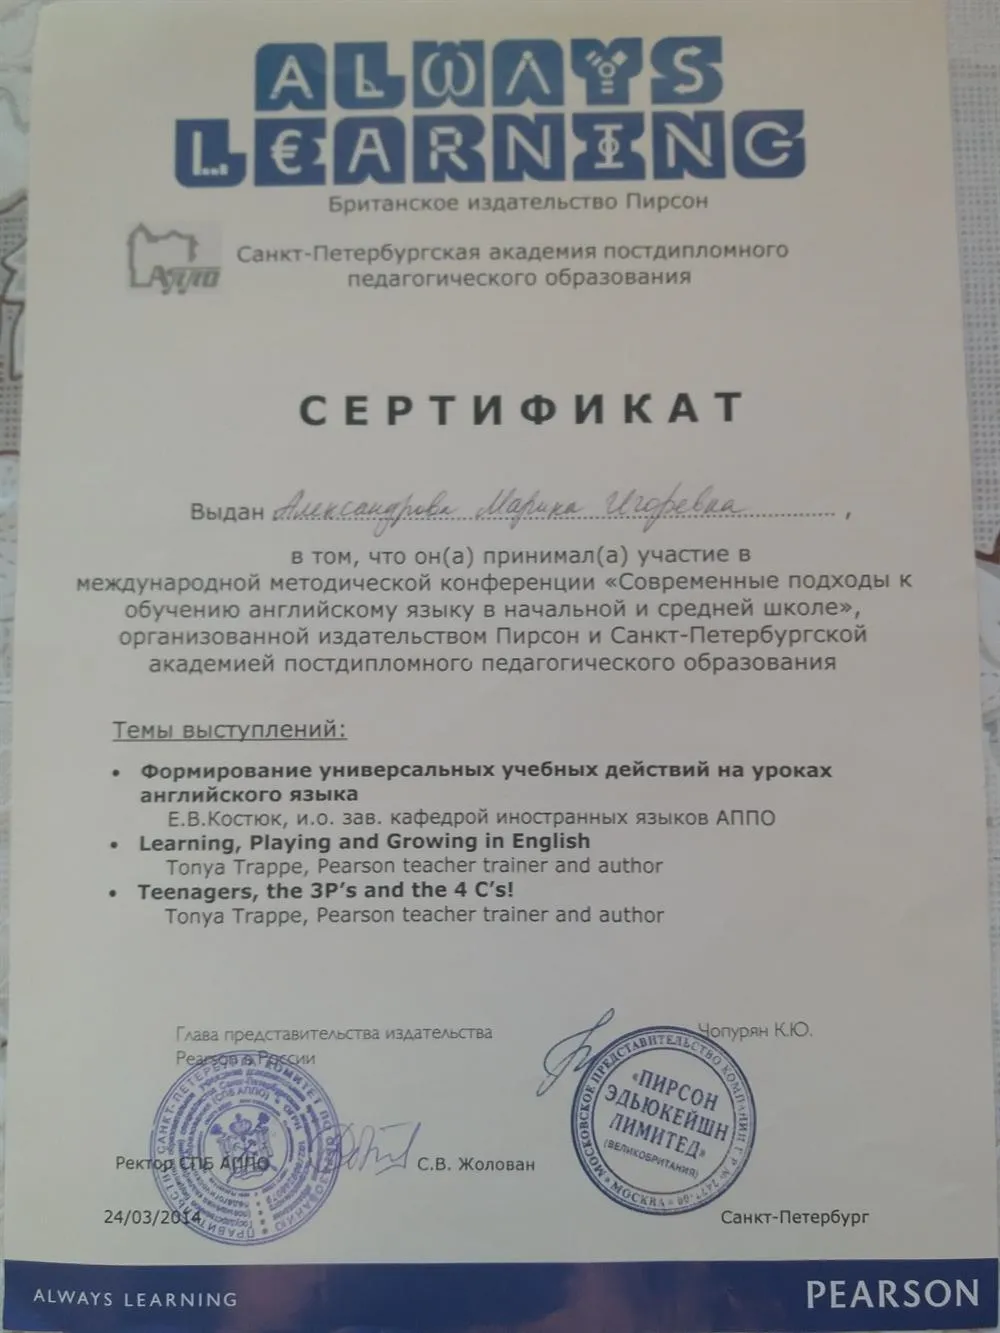 ALWAYS
LEARNING
Британское издательство Пирсон
Санкт-Петербургская академия постдипломного
педагогического образования
АППО
СЕРТИФИКАТ
Выдан Александрова Марина Игоревна ,
в том, что он(а) принимал(а) участие в
международной методической конференции «Современные подходы к
обучению английскому языку в начальной и средней школе»,
организованной издательством Пирсон и Санкт-Петербургской
академией постдипломного педагогического образования
Темы выступлений:
• Формирование универсальных учебных действий на уроках
английского языка
Е.В.Костюк, и.о. зав. кафедрой иностранных языков АППО
• Learning, Playing and Growing in English
Tonya Trappe, Pearson teacher trainer and author
• Teenagers, the 3P's and the 4 C's!
Tonya Trappe, Pearson teacher trainer and author
Глава представительства издательства
Pearson в России
Чопурян К.Ю.
МОСКОВСКОЕ ПРЕДСТАВИТЕЛЬСТВО КОМПАНИИ
«ПИРСОН
ЭДЬЮКЕЙШН
ЛИМИТЕД»
(ВЕЛИКОБРИТАНИЯ)
МОСКВА
Ректор СПБ АППО
С.В. Жолован
24/03/2014
Санкт-Петербург
ALWAYS LEARNING
PEARSON